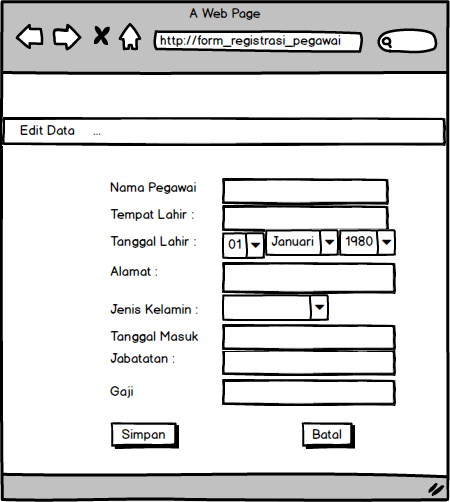 A Web Page
http://form_registrasi_pegawai
Edit Data ...
Nama Pegawai
Tempat Lahir :
Tanggal Lahir : 01 Januari 1980
Alamat :
Jenis Kelamin :
Tanggal Masuk
Jabatatan :
Gaji
Simpan Batal